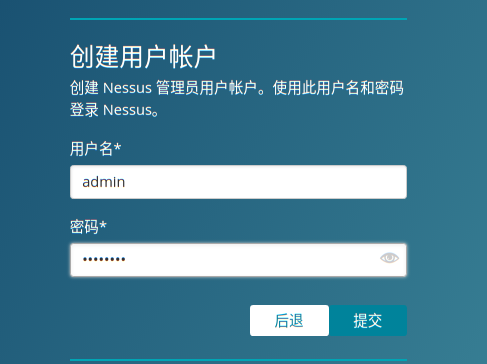 创建用户帐户
创建 Nessus 管理员用户帐户。使用此用户名和密码
登录 Nessus。
用户名*
admin
密码*
••••••••
后退 提交